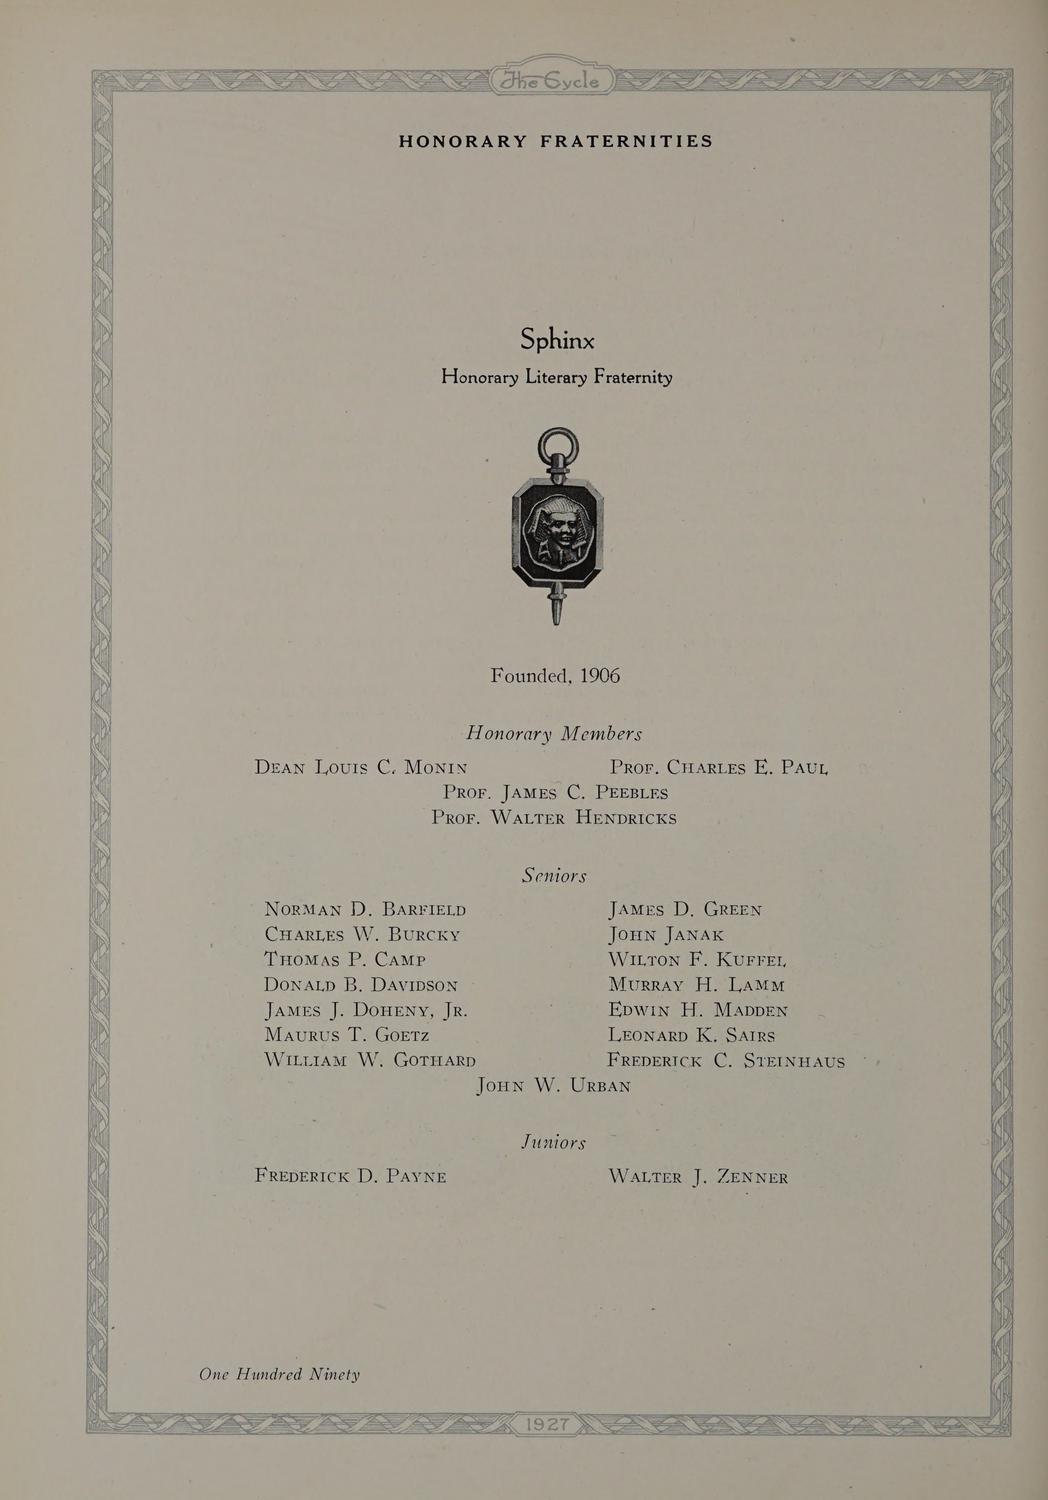 The Cycle
HONORARY FRATERNITIES
Sphinx
Honorary Literary Fraternity
A I T
Founded, 1906
Honorary Members
DEAN LOUIS C. MONIN PROF. CHARLES E. PAUL
PROF. JAMES C. PEEBLES
PROF. WALTER HENDRICKS
Seniors
NORMAN D. BARFIELD JAMES D. GREEN
CHARLES W. BURCKY JOHN JANAK
THOMAS P. CAMP WILTON F. KUFFEL
DONALD B. DAVIDSON MURRAY H. LAMM
JAMES J. DOHENY, JR. EDWIN H. MADDEN
MAURUS T. GOETZ LEONARD K. SAIRS
WILLIAM W. GOTHARD FREDERICK C. STEINHAUS
JOHN W. URBAN
Juniors
FREDERICK D. PAYNE WALTER J. ZENNER
One Hundred Ninety
1927